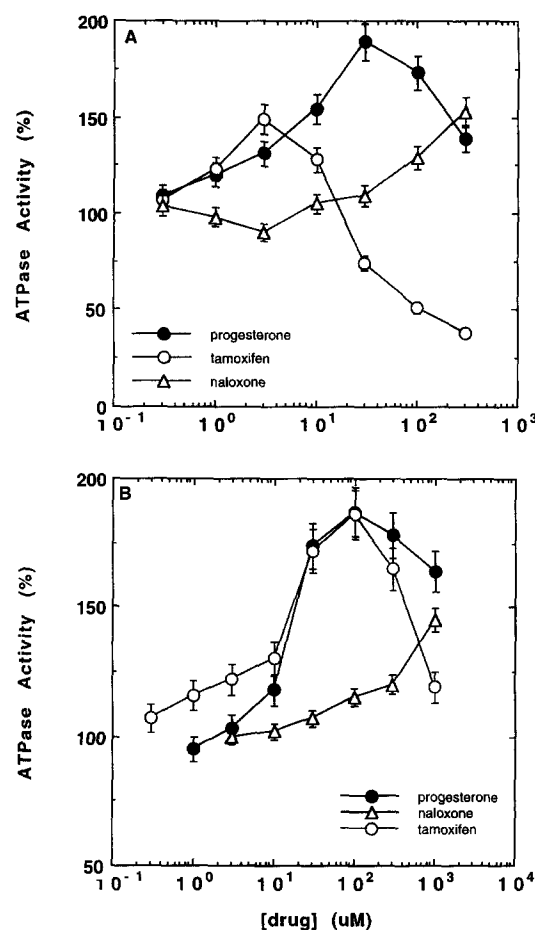 A
200
150
100
50
0
ATPase Activity (%)
progesterone
tamoxifen
naloxone
10⁻¹ 10⁰ 10¹ 10² 10³
B
200
150
100
50
ATPase Activity (%)
progesterone
naloxone
tamoxifen
10⁻¹ 10⁰ 10¹ 10² 10³ 10⁴
[drug] (uM)